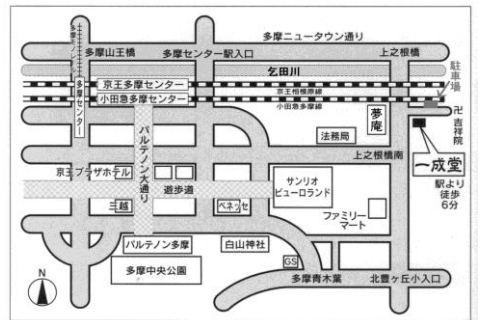 多摩ニュータウン通り
多摩山王橋
多摩センター駅入口
上之根橋
多摩モノレール
乞田川
駐車場
多摩センター
京王多摩センター
京王相模原線
小田急多摩センター
小田急多摩線
卍吉祥院
夢庵
法務局
一成堂
駅より
徒歩
6分
パルテノン大通り
上之根橋南
京王プラザホテル
遊歩道
サンリオ
ピューロランド
三越
ベネッセ
ファミリー
マート
パルテノン多摩
白山神社
多摩中央公園
GS
多摩青木葉
北豊ヶ丘小入口
N